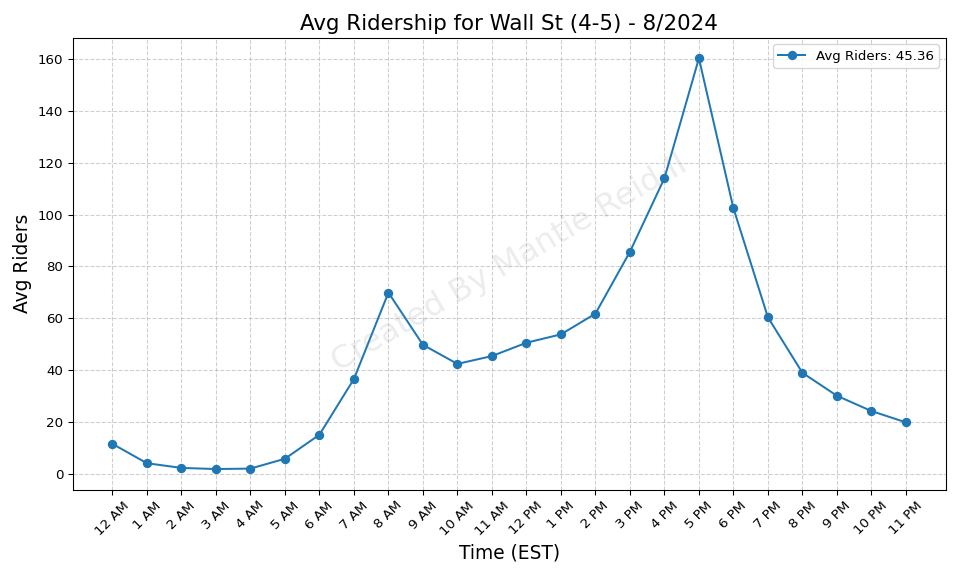 Avg Ridership for Wall St (4-5) - 8/2024
Avg Riders: 45.36
Avg Riders
160
140
120
100
80
60
40
20
0
12 AM
1 AM
2 AM
3 AM
4 AM
5 AM
6 AM
7 AM
8 AM
9 AM
10 AM
11 AM
12 PM
1 PM
2 PM
3 PM
4 PM
5 PM
6 PM
7 PM
8 PM
9 PM
10 PM
11 PM
Time (EST)
Created By Mantle